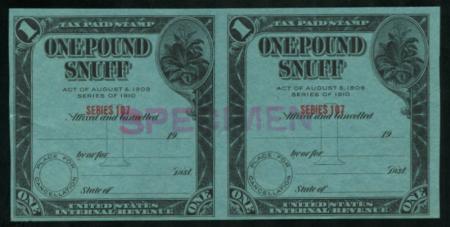 1 TAX PAID STAMP
ONE POUND
SNUFF
ACT OF AUGUST 5, 1909
SERIES OF 1910
SERIES 107
Affixed and Cancelled
19
by or for
Dist.
State of
PLACE FOR
CANCELLATION
ONE UNITED STATES ONE
INTERNAL REVENUE
SPECIMEN
1 TAX PAID STAMP
ONE POUND
SNUFF
ACT OF AUGUST 5, 1909
SERIES OF 1910
SERIES 107
Affixed and Cancelled
19
by or for
Dist.
State of
PLACE FOR
CANCELLATION
ONE UNITED STATES ONE
INTERNAL REVENUE